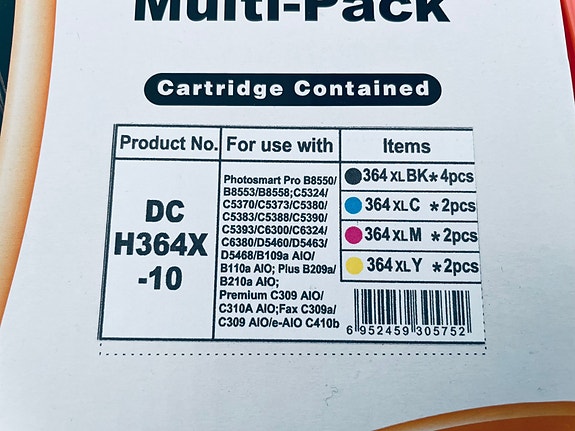 Multi-Pack
Cartridge Contained
Product No.
For use with
Items
DC
H364X
-10
Photosmart Pro B8550/
B8553/B8558;C5324/
C5370/C5373/C5380/
C5383/C5388/C5390/
C5393/C6300/C6324/
C6380/D5460/D5463/
D5468/B109a AIO/
B110a AIO; Plus B209a/
B210a AIO;
Premium C309 AIO/
C310A AIO;Fax C309a/
C309 AIO/e-AIO C410b
364 XL BK * 4pcs
364 XL C * 2pcs
364 XL M * 2pcs
364 XL Y * 2pcs
6 952459 305752